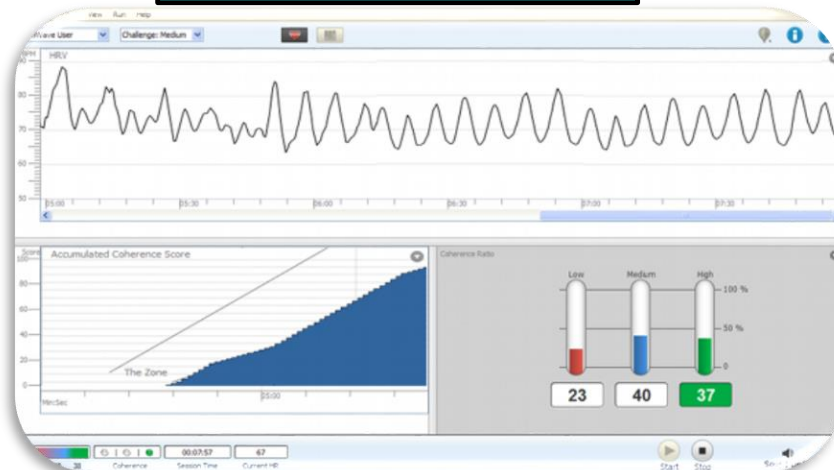 View Run Help
Wave User Challenge: Medium
HRV
80
70
60
50
05:00 05:30 06:00 06:30 07:00 07:30
Score
Accumulated Coherence Score
100
80
60
40
20
0
The Zone
05:00
Min:Sec
Coherence Ratio
Low Medium High
100 %
50 %
0
23 40 37
38 00:07:57 67
Coherence Session Time Current HR
Start Stop